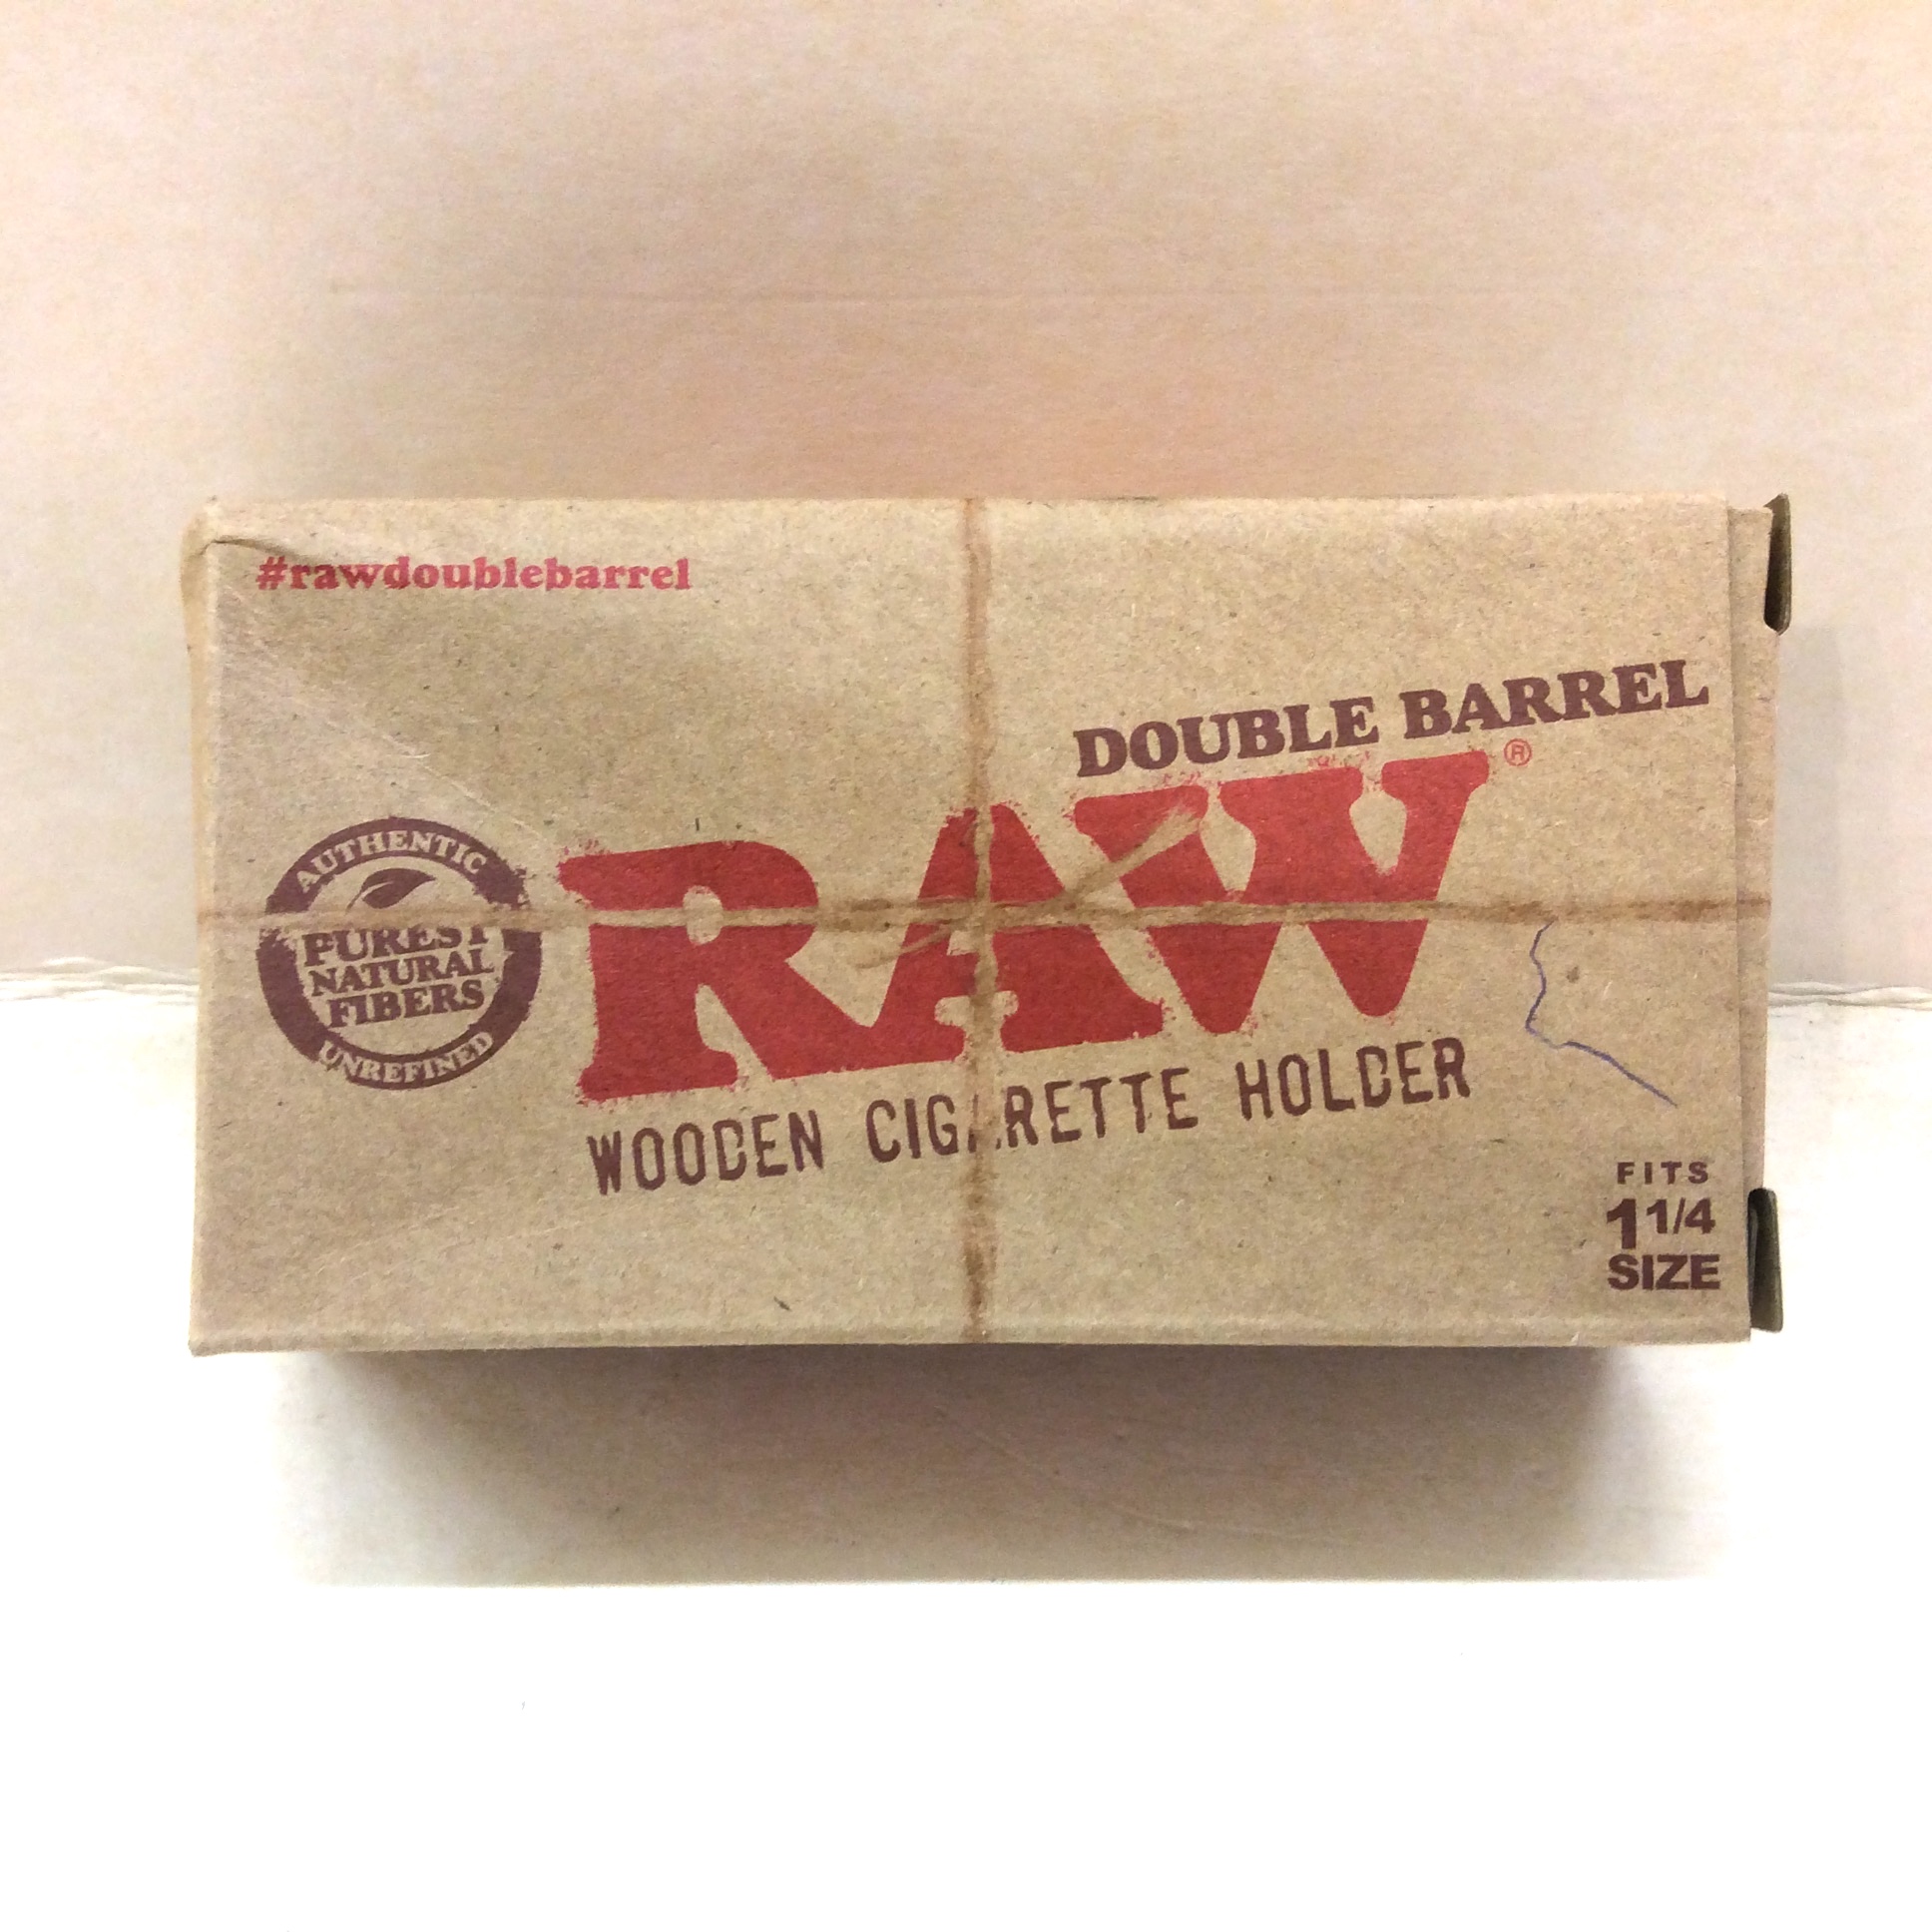 #rawdoublebarrel
DOUBLE BARREL
RAW®
AUTHENTIC
PUREST
NATURAL
FIBERS
UNREFINED
WOODEN CIGARETTE HOLDER
FITS
1 1/4
SIZE